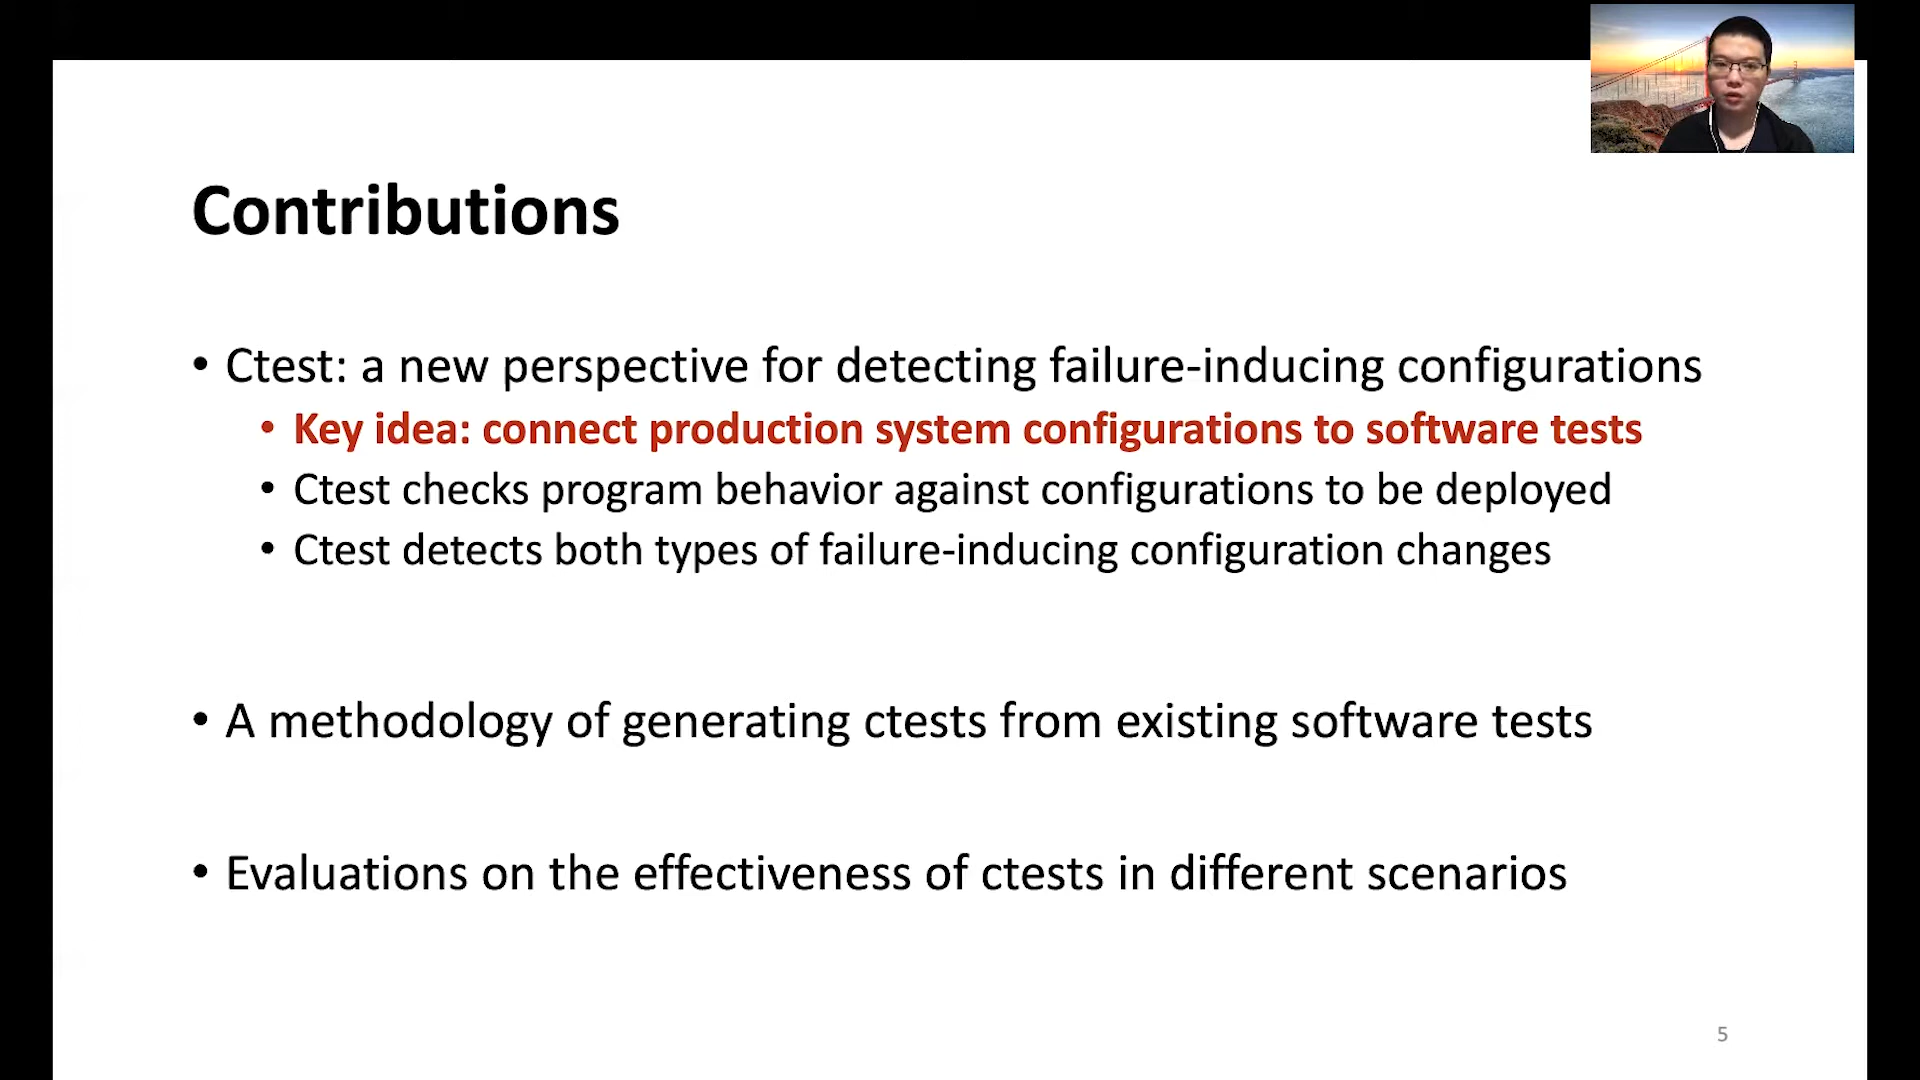 Contributions
• Ctest: a new perspective for detecting failure-inducing configurations
• Key idea: connect production system configurations to software tests
• Ctest checks program behavior against configurations to be deployed
• Ctest detects both types of failure-inducing configuration changes
• A methodology of generating ctests from existing software tests
• Evaluations on the effectiveness of ctests in different scenarios
5